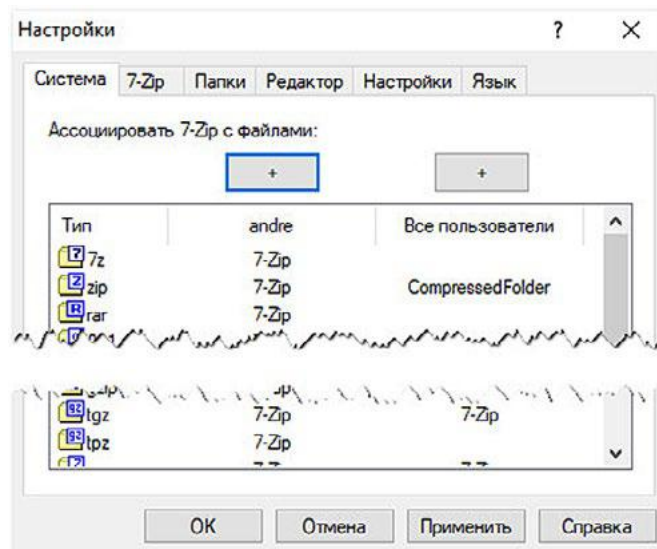 Настройки ?
Система 7-Zip Папки Редактор Настройки Язык
Ассоциировать 7-Zip с файлами:
+ +
Тип andre Все пользователи
7z 7-Zip
zip 7-Zip CompressedFolder
rar 7-Zip
tgz 7-Zip 7-Zip
tpz 7-Zip
OK Отмена Применить Справка